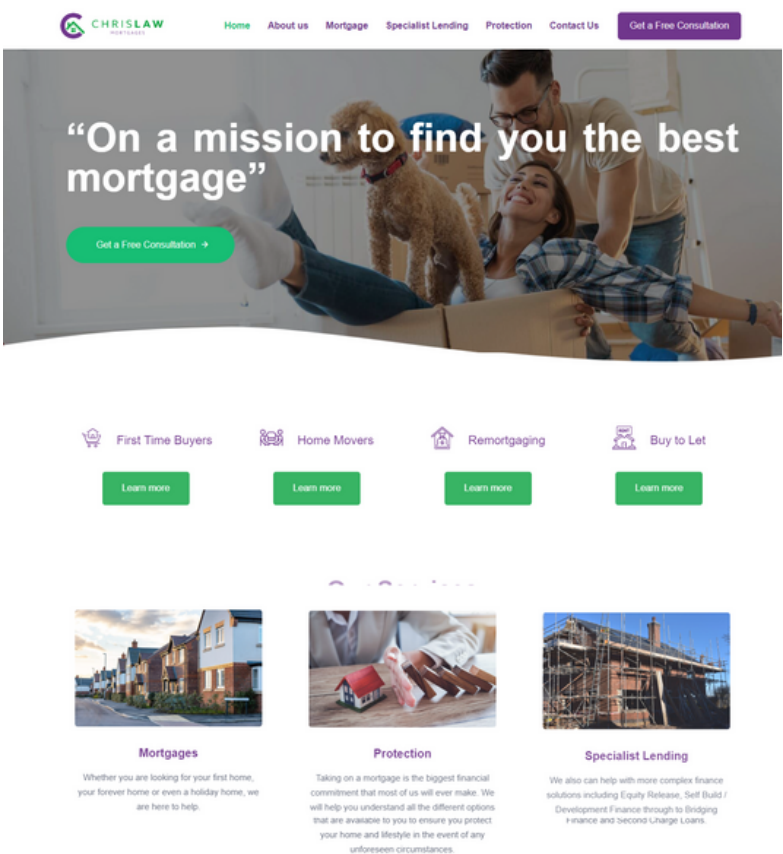 CHRISLAW
MORTGAGES
Home About us Mortgage Specialist Lending Protection Contact Us Get a Free Consultation
“On a mission to find you the best
mortgage”
Get a Free Consultation →
First Time Buyers Home Movers Remortgaging Buy to Let
Learn more Learn more Learn more Learn more
Our Services
Mortgages
Whether you are looking for your first home,
your forever home or even a holiday home, we
are here to help.
Protection
Taking on a mortgage is the biggest financial
commitment that most of us will ever make. We
will help you understand all the different options
that are available to you to ensure you protect
your home and lifestyle in the event of any
unforeseen circumstances.
Specialist Lending
We also can help with more complex finance
solutions including Equity Release, Self Build /
Development Finance through to Bridging
Finance and Second Charge Loans.